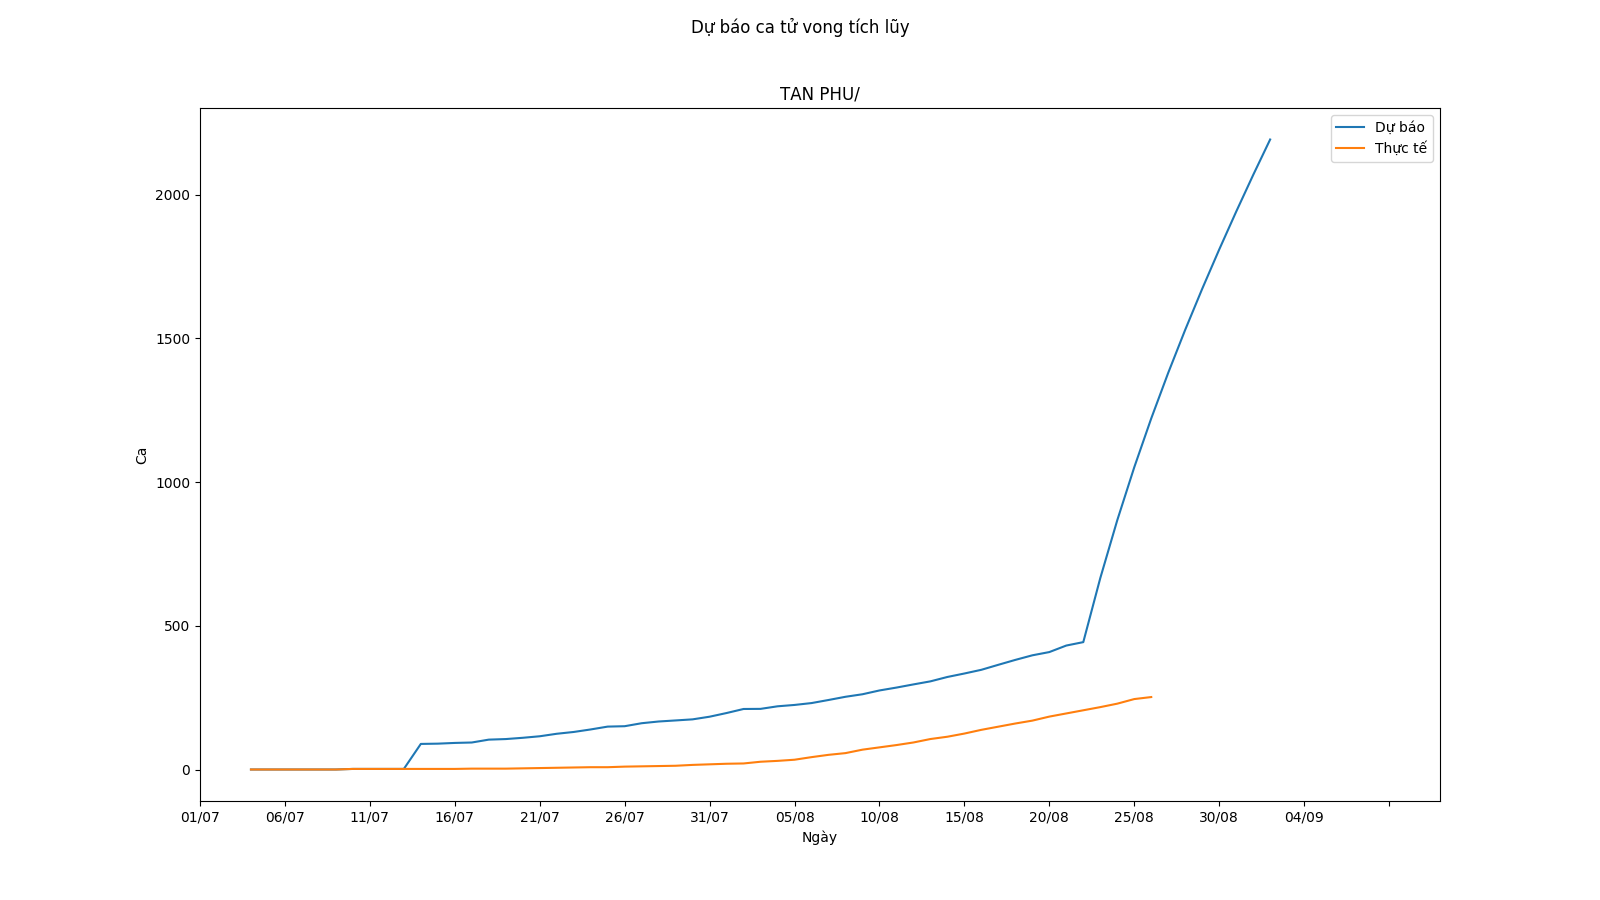 Dự báo ca tử vong tích lũy
TAN PHU/
Dự báo
Thực tế
2000
1500
1000
500
0
Ca
01/07 06/07 11/07 16/07 21/07 26/07 31/07 05/08 10/08 15/08 20/08 25/08 30/08 04/09
Ngày